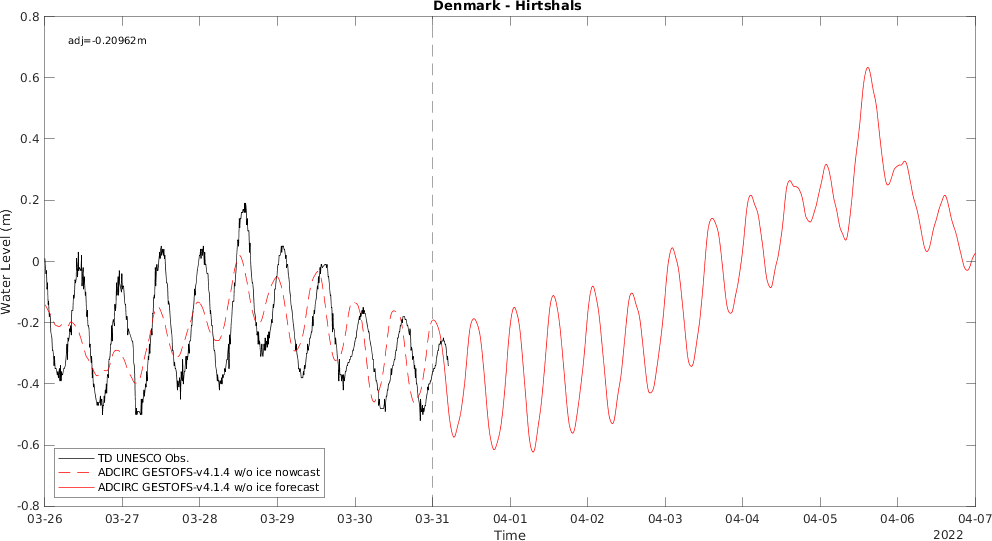 Denmark - Hirtshals
adj=-0.20962m
Water Level (m)
0.8
0.6
0.4
0.2
0
-0.2
-0.4
-0.6
-0.8
TD UNESCO Obs.
ADCIRC GESTOFS-v4.1.4 w/o ice nowcast
ADCIRC GESTOFS-v4.1.4 w/o ice forecast
03-26 03-27 03-28 03-29 03-30 03-31 04-01 04-02 04-03 04-04 04-05 04-06 04-07
Time
2022